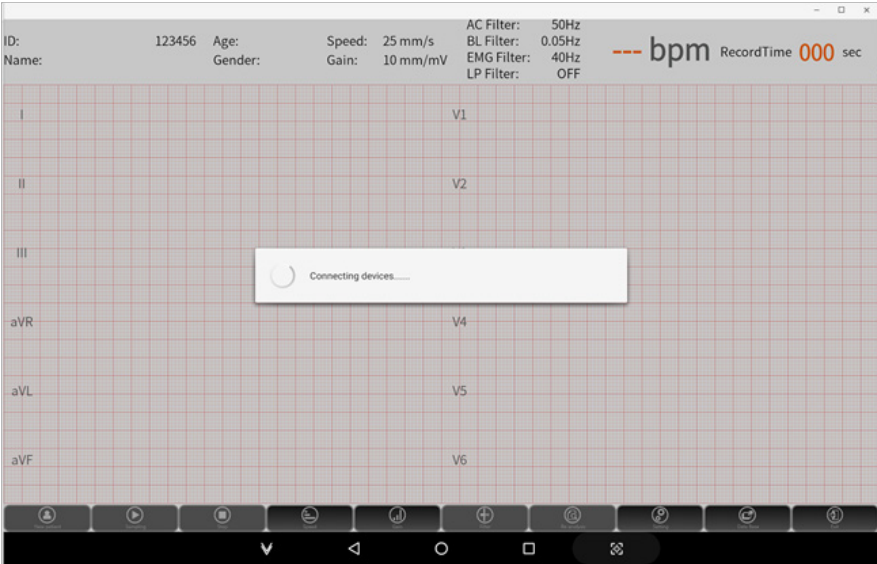 ID: 123456 Age: Speed: 25 mm/s AC Filter: 50Hz
Name: Gender: Gain: 10 mm/mV BL Filter: 0.05Hz
EMG Filter: 40Hz
LP Filter: OFF
--- bpm RecordTime 000 sec
I V1
II V2
III
Connecting devices......
aVR V4
aVL V5
aVF V6